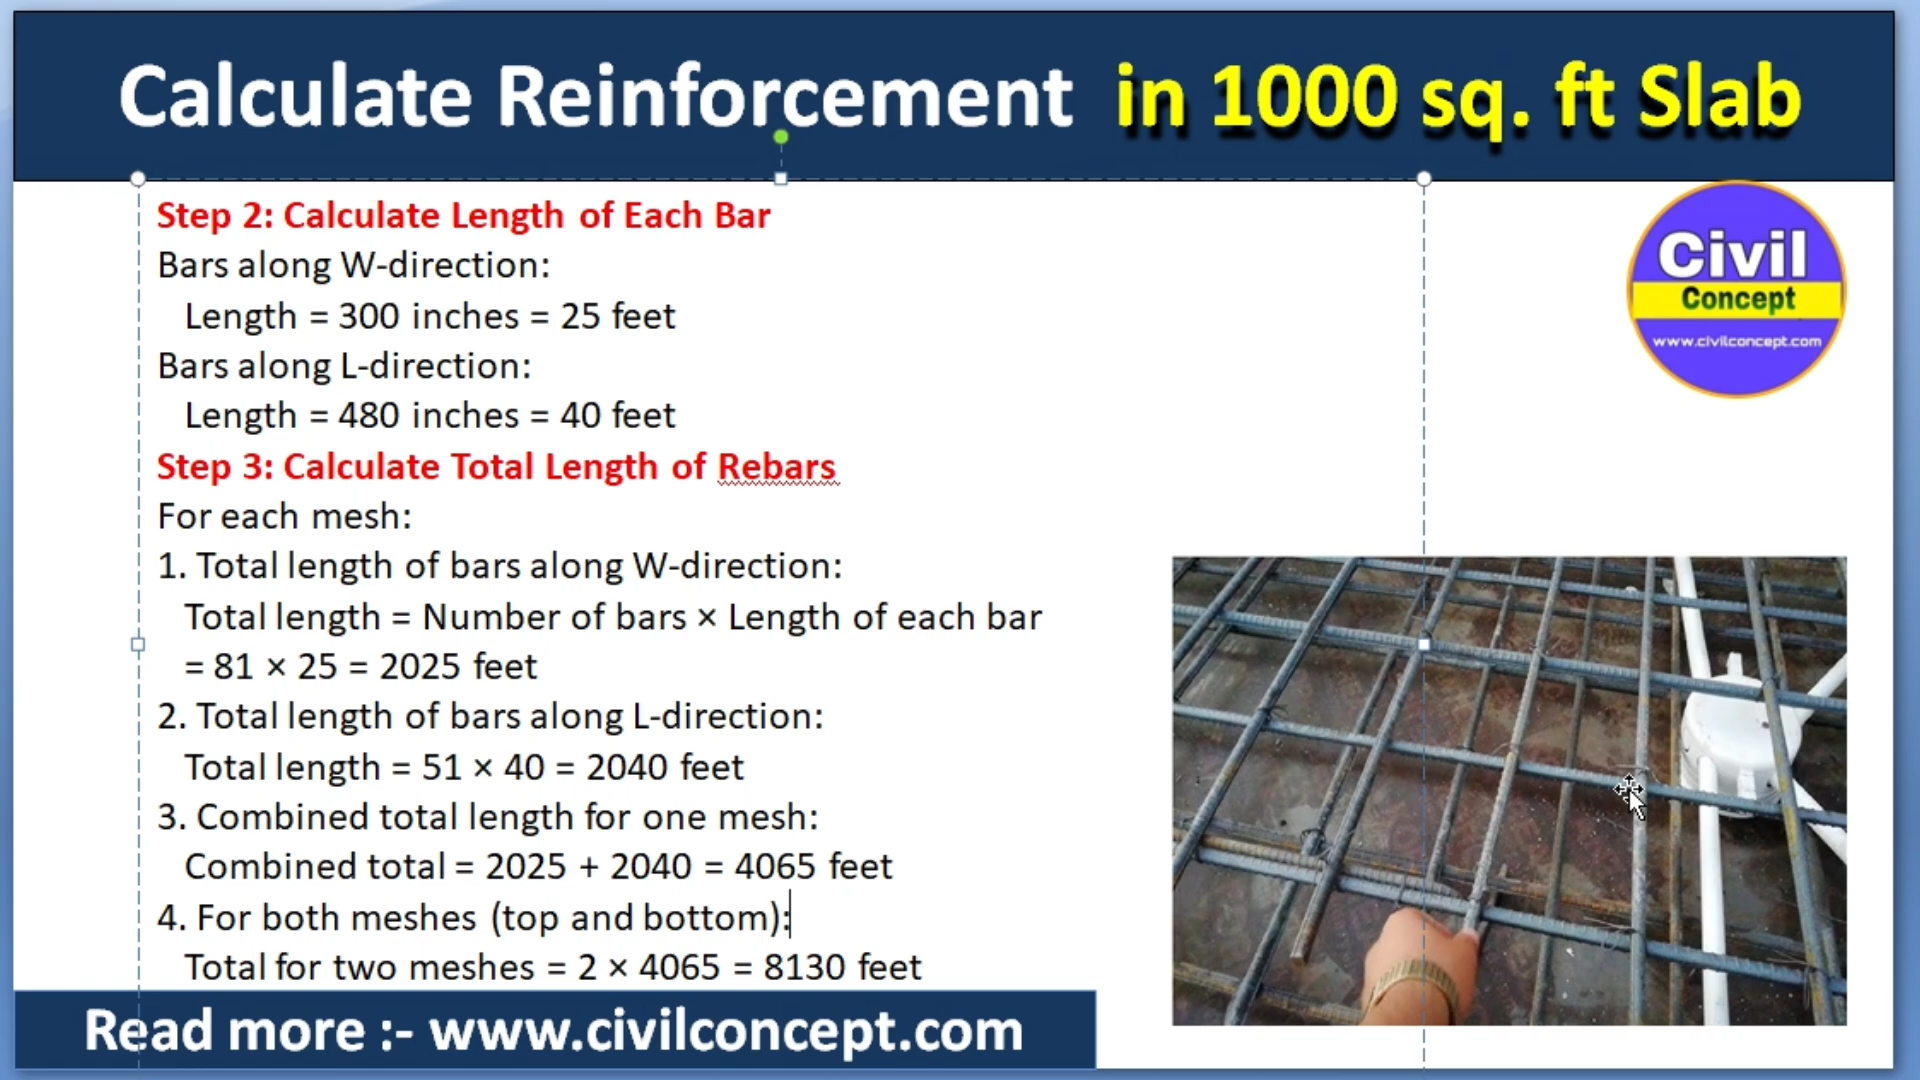 Calculate Reinforcement in 1000 sq. ft Slab
Step 2: Calculate Length of Each Bar
Bars along W-direction:
Length = 300 inches = 25 feet
Bars along L-direction:
Length = 480 inches = 40 feet
Step 3: Calculate Total Length of Rebars
For each mesh:
1. Total length of bars along W-direction:
Total length = Number of bars × Length of each bar
= 81 × 25 = 2025 feet
2. Total length of bars along L-direction:
Total length = 51 × 40 = 2040 feet
3. Combined total length for one mesh:
Combined total = 2025 + 2040 = 4065 feet
4. For both meshes (top and bottom):
Total for two meshes = 2 × 4065 = 8130 feet
Civil
Concept
www.civilconcept.com
Read more :- www.civilconcept.com